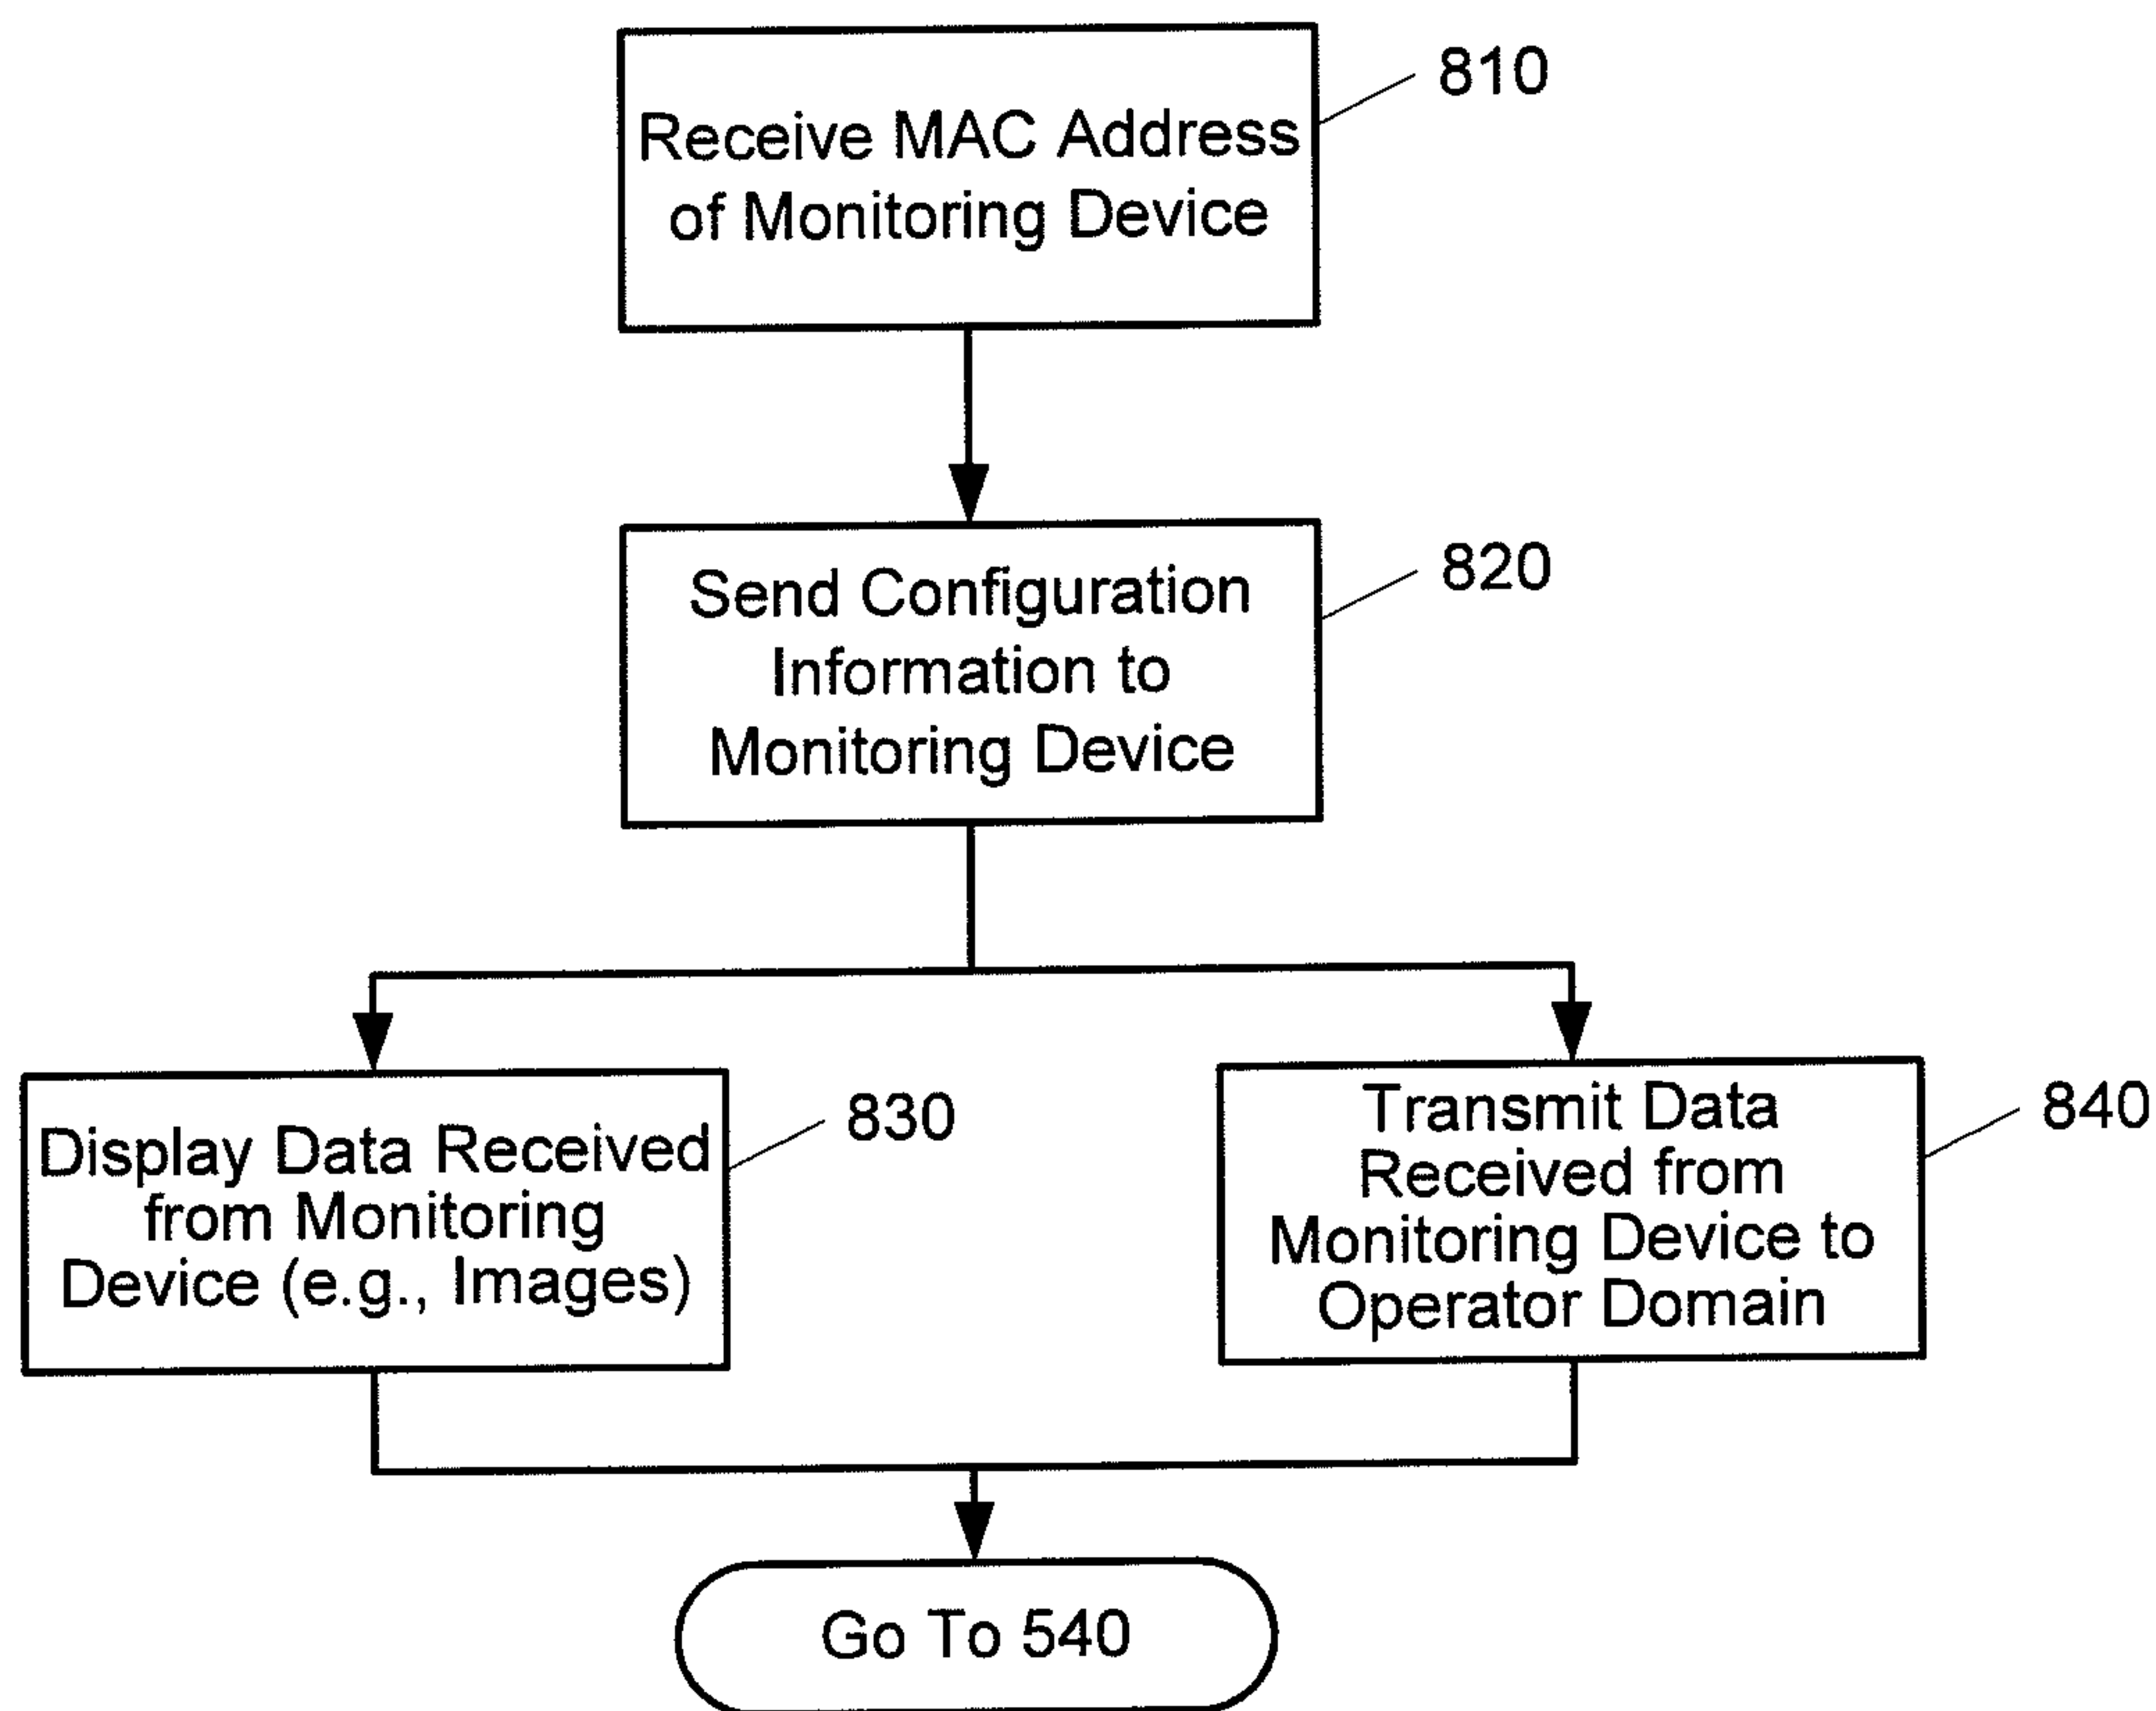 810
Receive MAC Address
of Monitoring Device
820
Send Configuration
Information to
Monitoring Device
830
Display Data Received
from Monitoring
Device (e.g., Images)
840
Transmit Data
Received from
Monitoring Device to
Operator Domain
Go To 540